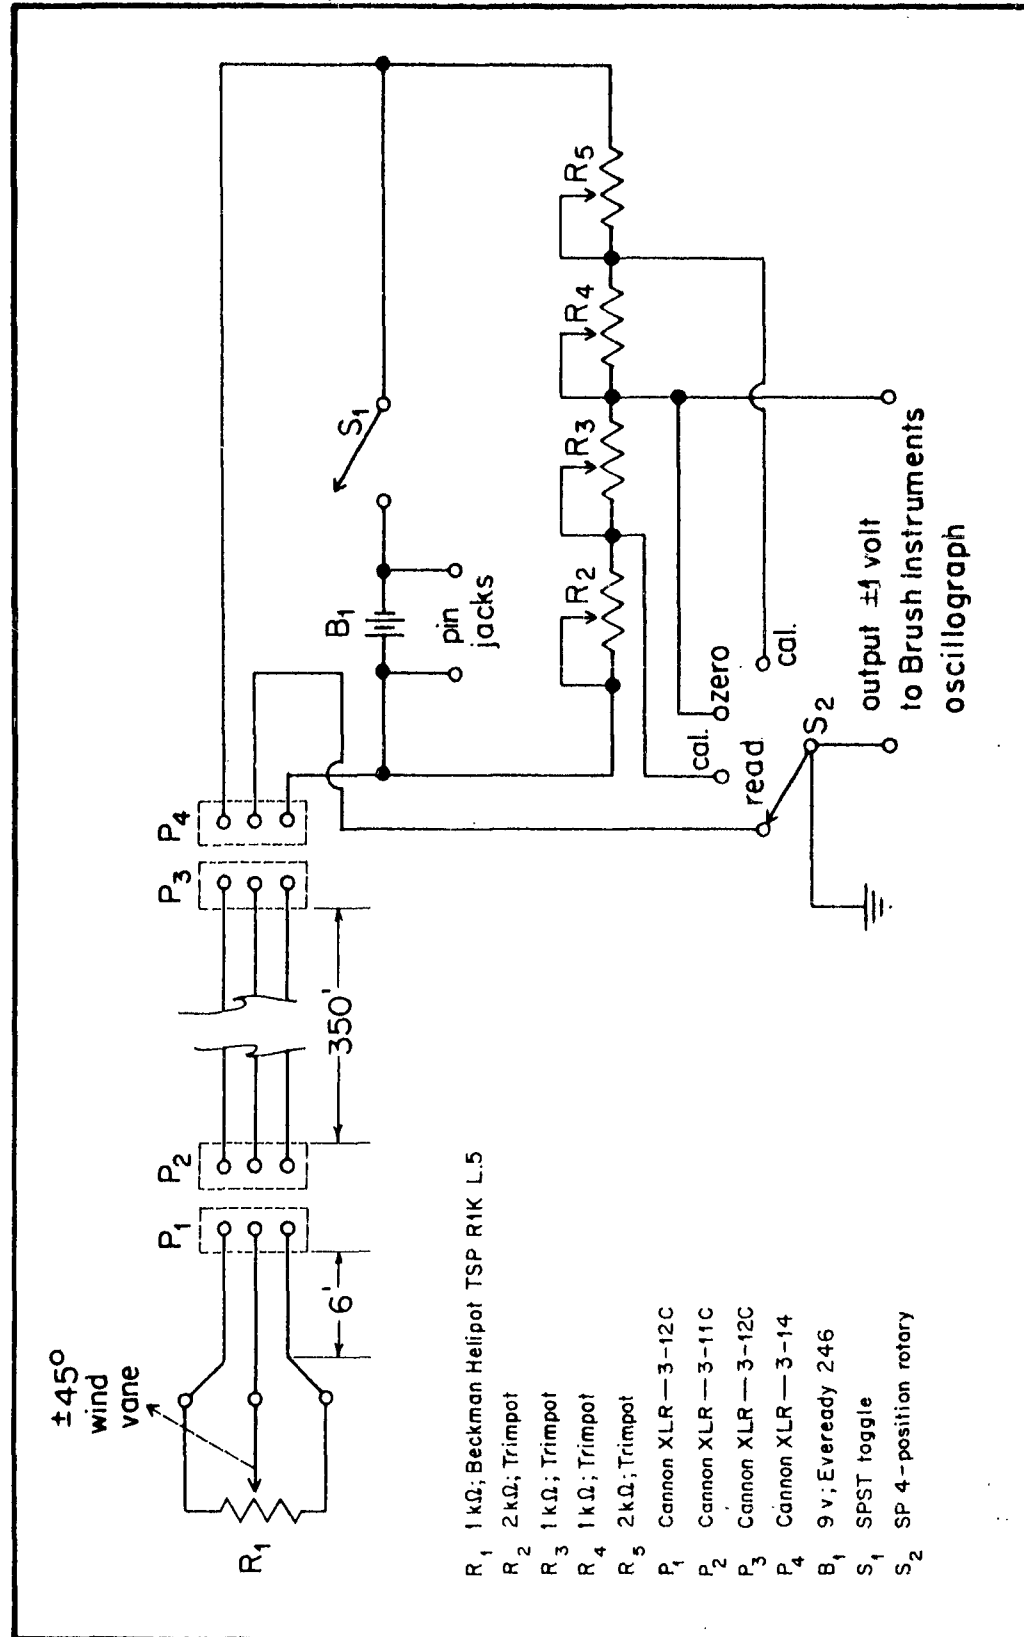 ±45°
wind
vane
R1
6'
P1
P2
350'
P3
P4
B1
pin
jacks
S1
R2
R3
R4
R5
cal.
zero
read
cal.
S2
output ±1 volt
to Brush Instruments
oscillograph
R1 1 kΩ; Beckman Helipot TSP R1K L.5
R2 2 kΩ; Trimpot
R3 1 kΩ; Trimpot
R4 1 kΩ; Trimpot
R5 2 kΩ; Trimpot
P1 Cannon XLR—3-12C
P2 Cannon XLR—3-11C
P3 Cannon XLR—3-12C
P4 Cannon XLR—3-14
B1 9 v; Eveready 246
S1 SPST toggle
S2 SP 4-position rotary